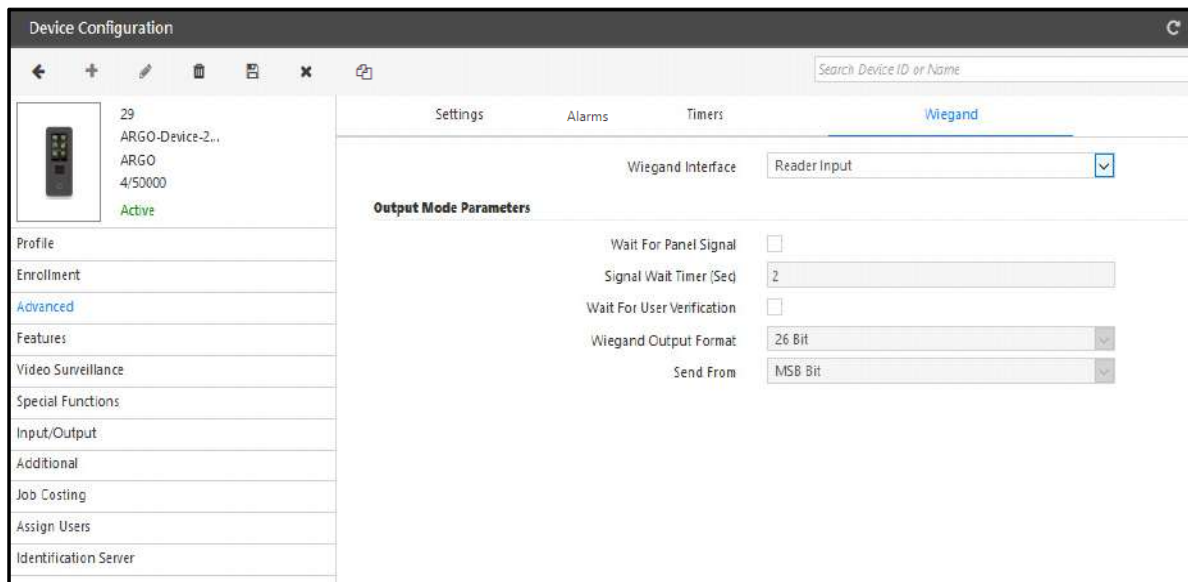 Device Configuration
Search Device ID or Name
29
ARGO-Device-2...
ARGO
4/50000
Active
Profile
Enrollment
Advanced
Features
Video Surveillance
Special Functions
Input/Output
Additional
Job Costing
Assign Users
Identification Server
Settings Alarms Timers Wiegand
Wiegand Interface Reader Input
Output Mode Parameters
Wait For Panel Signal
Signal Wait Timer (Sec) 2
Wait For User Verification
Wiegand Output Format 26 Bit
Send From MSB Bit